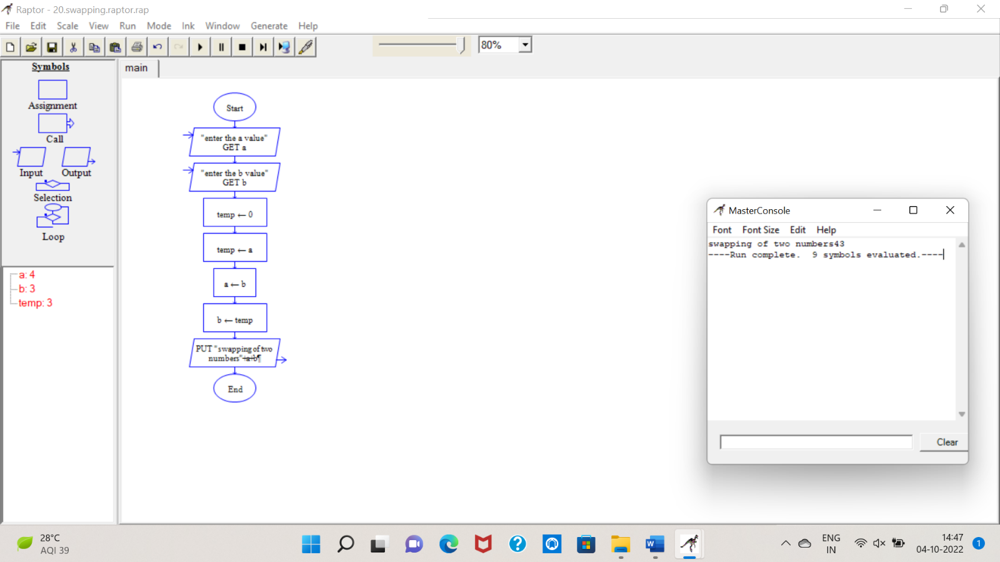 Raptor - 20.swapping.raptor.rap
File Edit Scale View Run Mode Ink Window Generate Help
80%
Symbols
Assignment
Call
Input Output
Selection
Loop
a: 4
b: 3
temp: 3
main
Start
"enter the a value"
GET a
"enter the b value"
GET b
temp ← 0
temp ← a
a ← b
b ← temp
PUT "swapping of two
numbers"+a+b¶
End
MasterConsole
Font Font Size Edit Help
swapping of two numbers43
----Run complete.  9 symbols evaluated.----
Clear
28°C
AQI 39
ENG
IN
14:47
04-10-2022
1